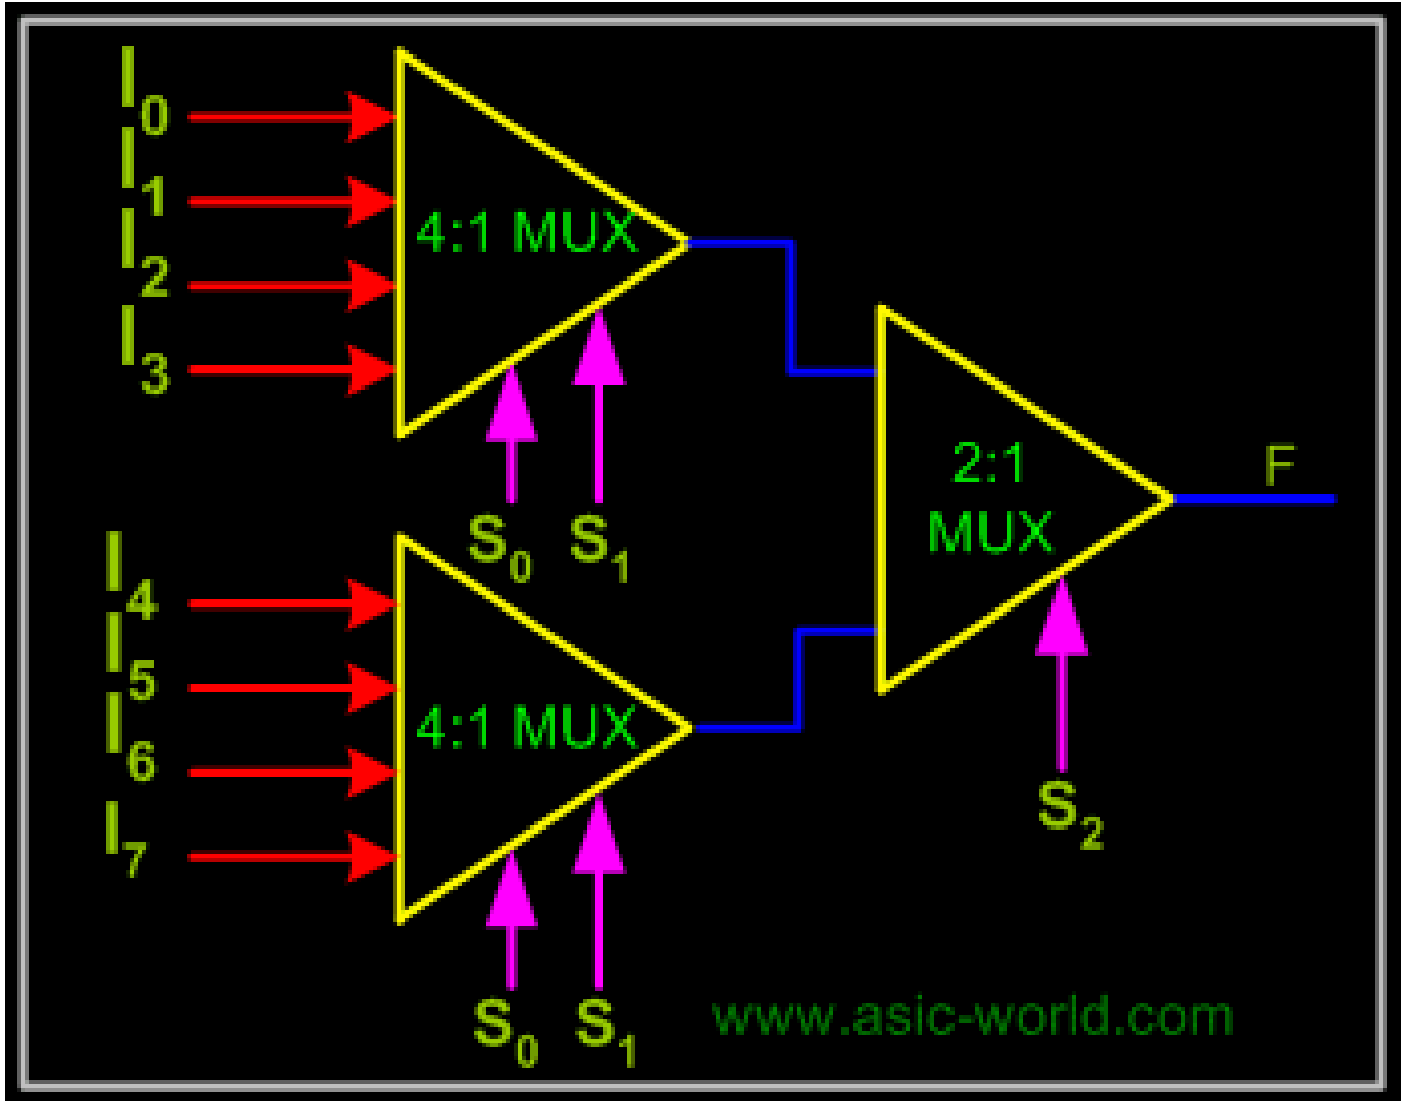 I0
I1
I2
I3
4:1 MUX
S0 S1
I4
I5
I6
I7
4:1 MUX
S0 S1
2:1
MUX
S2
F
www.asic-world.com